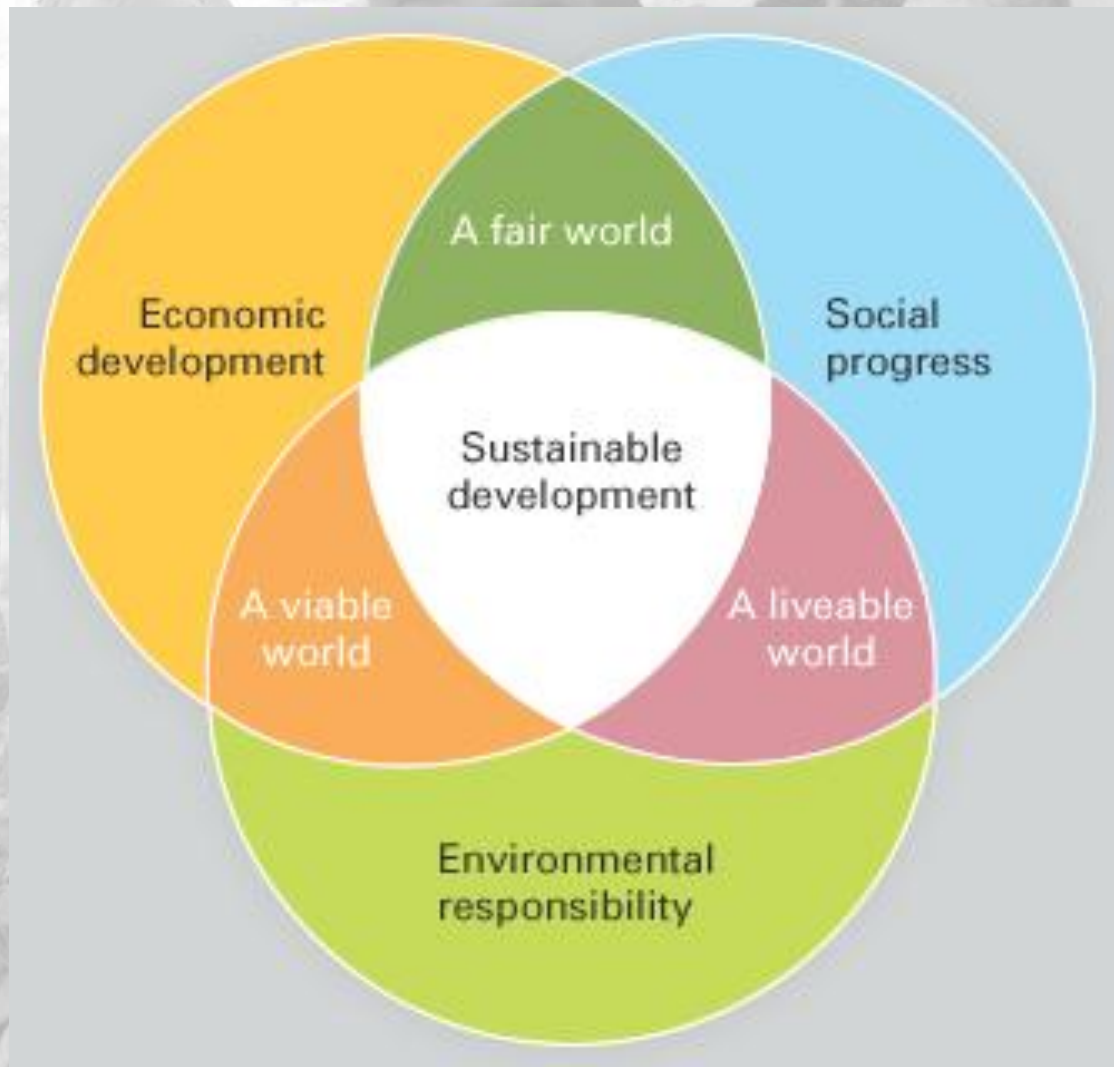 A fair world
Economic
development
Social
progress
Sustainable
development
A viable
world
A liveable
world
Environmental
responsibility